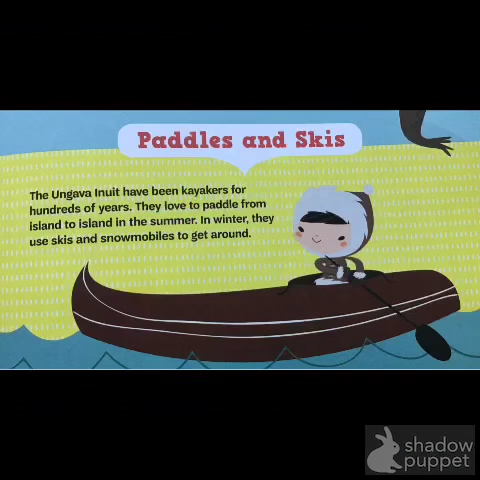 Paddles and Skis
The Ungava Inuit have been kayakers for
hundreds of years. They love to paddle from
island to island in the summer. In winter, they
use skis and snowmobiles to get around.
shadow
puppet